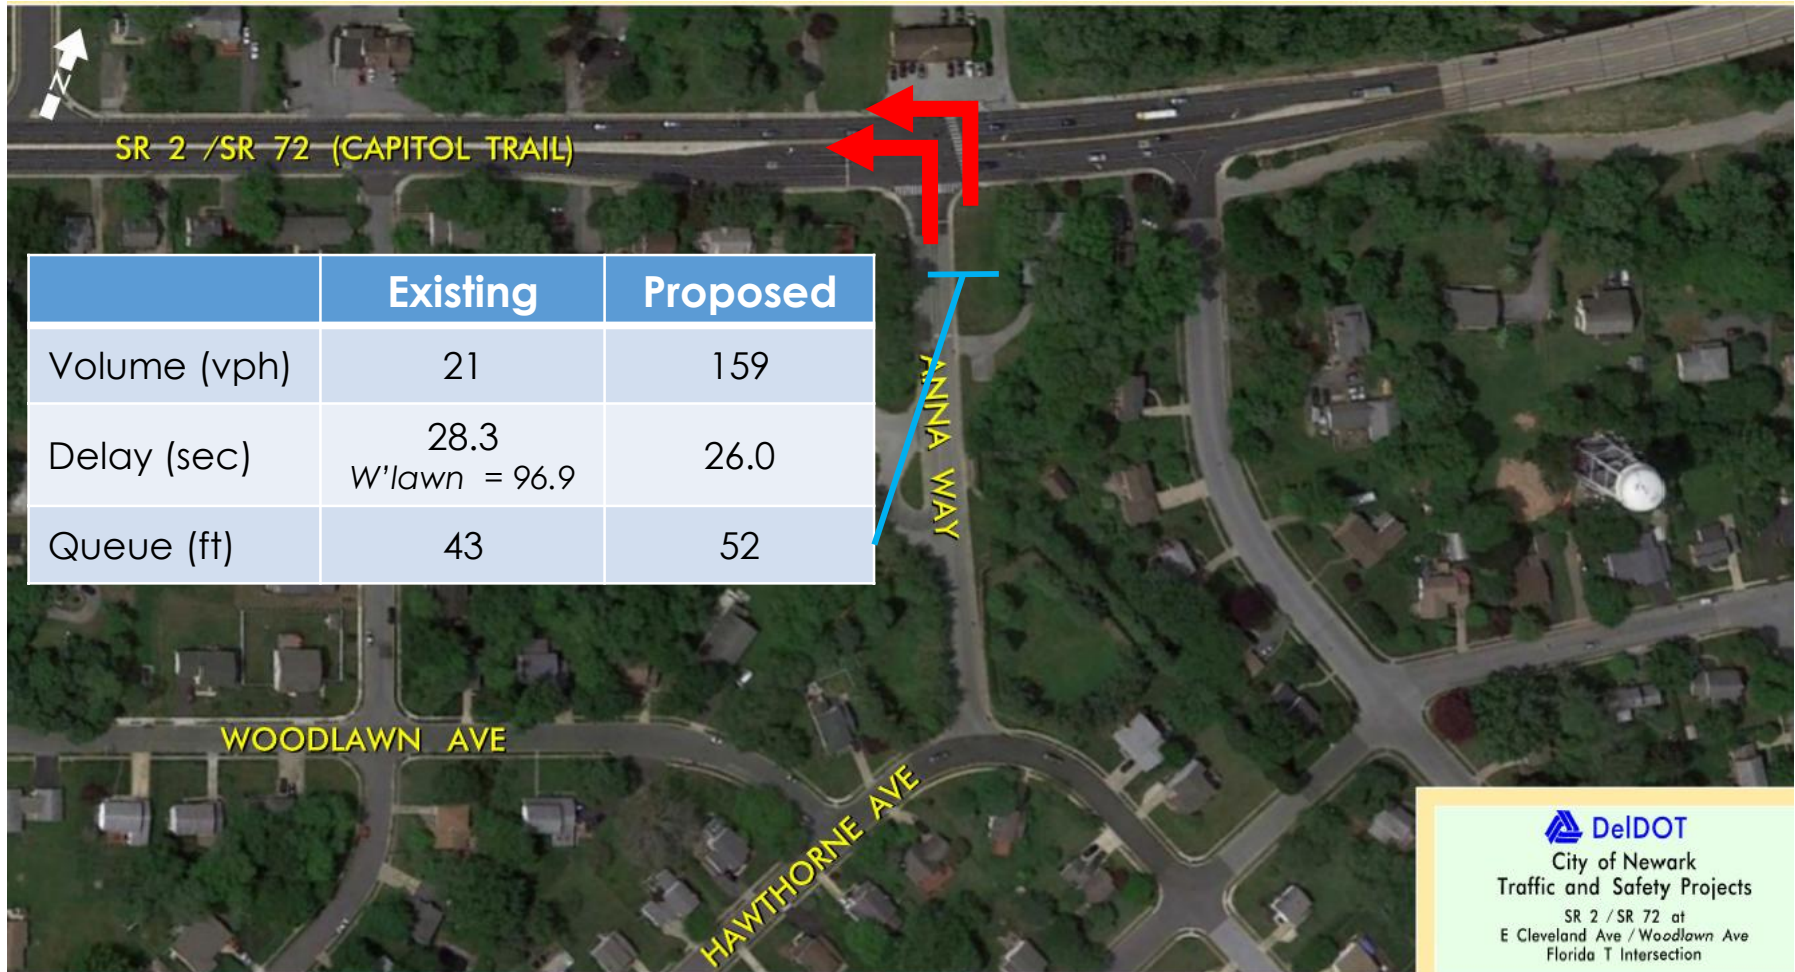 N
SR 2 /SR 72 (CAPITOL TRAIL)
Existing Proposed
Volume (vph) 21 159
Delay (sec) 28.3 26.0
W'lawn = 96.9
Queue (ft) 43 52
ANNA WAY
WOODLAWN AVE
HAWTHORNE AVE
DelDOT
City of Newark
Traffic and Safety Projects
SR 2 / SR 72 at
E Cleveland Ave / Woodlawn Ave
Florida T Intersection